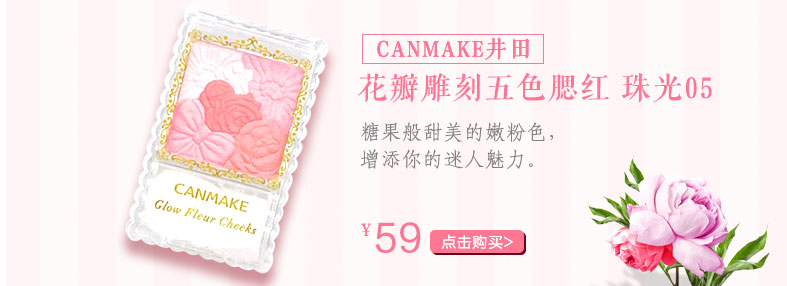 CANMAKE井田
花瓣雕刻五色腮红 珠光05
糖果般甜美的嫩粉色，
增添你的迷人魅力。
¥59 点击购买>
CANMAKE
Glow Fleur Cheeks